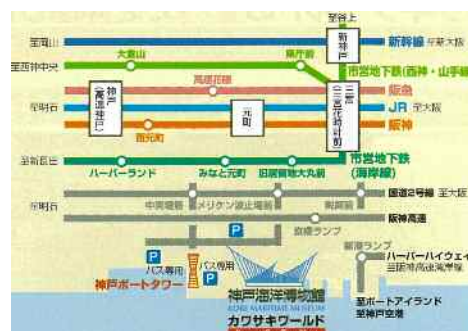 至谷上
至岡山
新神戸
新幹線 至新大阪
大倉山
県庁前
至西神中央
市営地下鉄(西神・山手線)
高速花隈
阪急
神戸(高速神戸)
元町
三宮(三宮花時計前)
至明石
JR 至大阪
西元町
阪神
至新長田
市営地下鉄
(海岸線)
ハーバーランド
みなと元町
旧居留地大丸前
国道2号線 至大阪
至明石
メリケン波止場前
阪神高速
京橋ランプ
P
新港ランプ
P
バス専用
バス専用
P
ハーバーハイウェイ
至阪神高速湾岸線
神戸ポートタワー
神戸海洋博物館
KOBE MARITIME MUSEUM
カワサキワールド
KAWASAKI WORLD
至ポートアイランド
至神戸空港